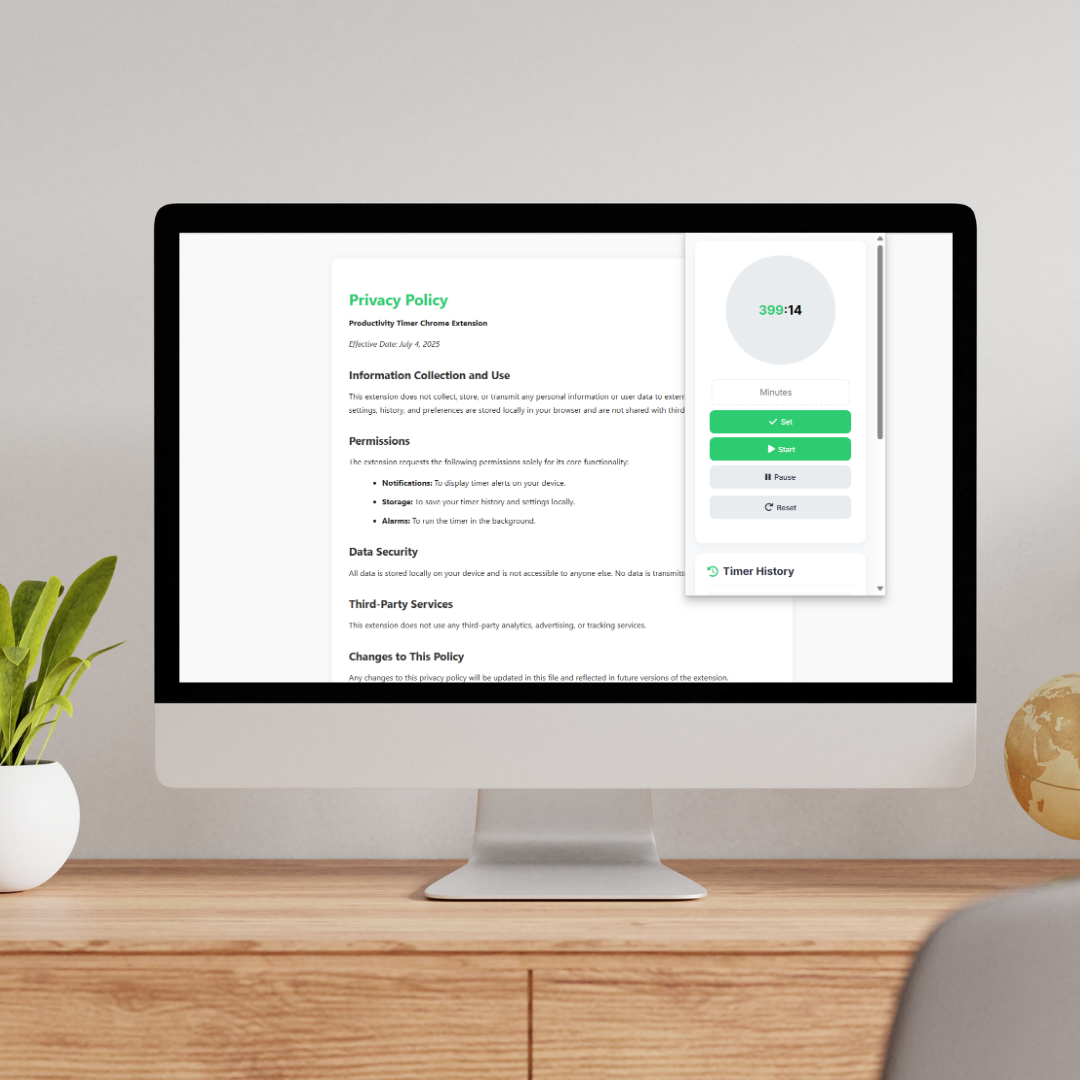 Privacy Policy
Productivity Timer Chrome Extension
Effective Date: July 4, 2025
Information Collection and Use
This extension does not collect, store, or transmit any personal information or user data to
settings, history, and preferences are stored locally in your browser and are not shared with third
Permissions
The extension requests the following permissions solely for its core functionality:
• Notifications: To display timer alerts on your device.
• Storage: To save your timer history and settings locally.
• Alarms: To run the timer in the background.
Data Security
All data is stored locally on your device and is not accessible to anyone else. No data is
Third-Party Services
This extension does not use any third-party analytics, advertising, or tracking services.
Changes to This Policy
Any changes to this privacy policy will be updated in this file and reflected in future versions of the extension.
399:14
Minutes
Set
Start
Pause
Reset
Timer History